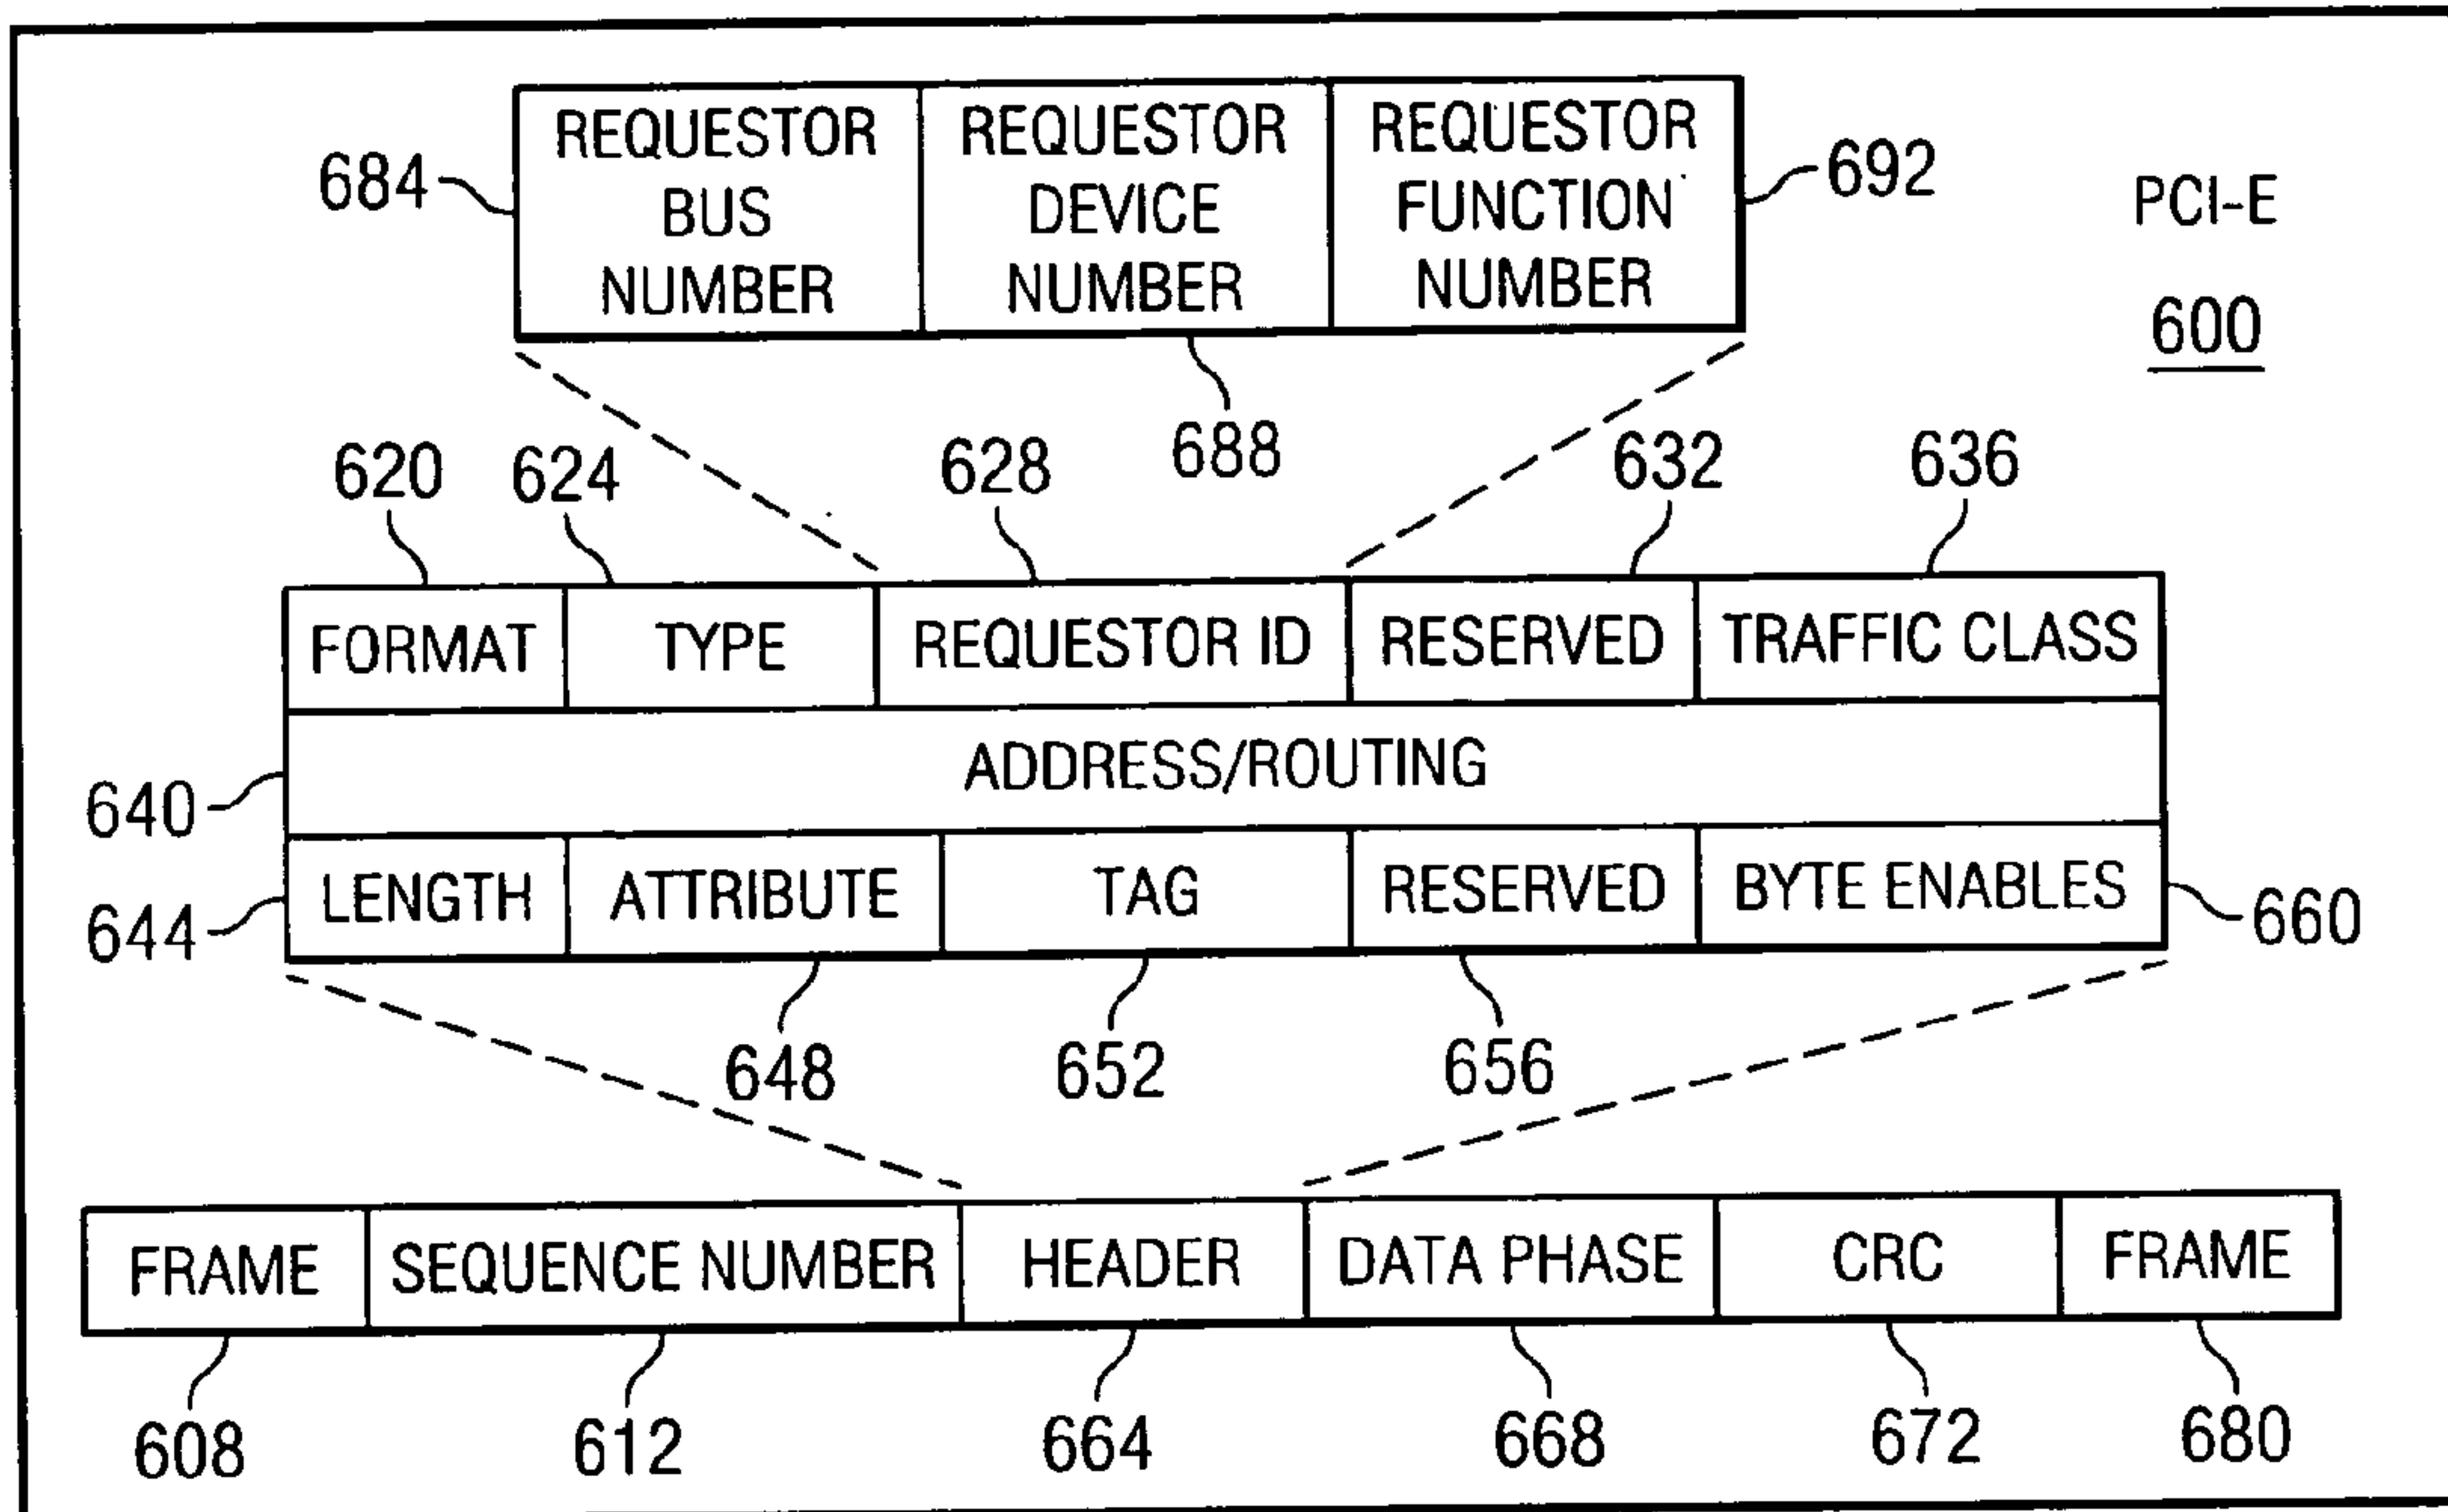 REQUESTOR BUS NUMBER
REQUESTOR DEVICE NUMBER
REQUESTOR FUNCTION NUMBER
684
692
PCI-E
600
688
620
624
628
632
636
FORMAT
TYPE
REQUESTOR ID
RESERVED
TRAFFIC CLASS
ADDRESS/ROUTING
640
LENGTH
ATTRIBUTE
TAG
RESERVED
BYTE ENABLES
644
660
648
652
656
FRAME
SEQUENCE NUMBER
HEADER
DATA PHASE
CRC
FRAME
608
612
664
668
672
680